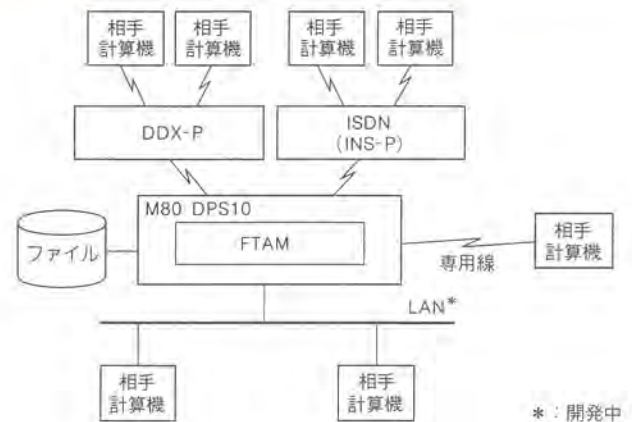 相手
計算機
相手
計算機
相手
計算機
相手
計算機
DDX-P
ISDN
(INS-P)
M80 DPS10
FTAM
ファイル
相手
計算機
専用線
LAN*
相手
計算機
相手
計算機
*：開発中